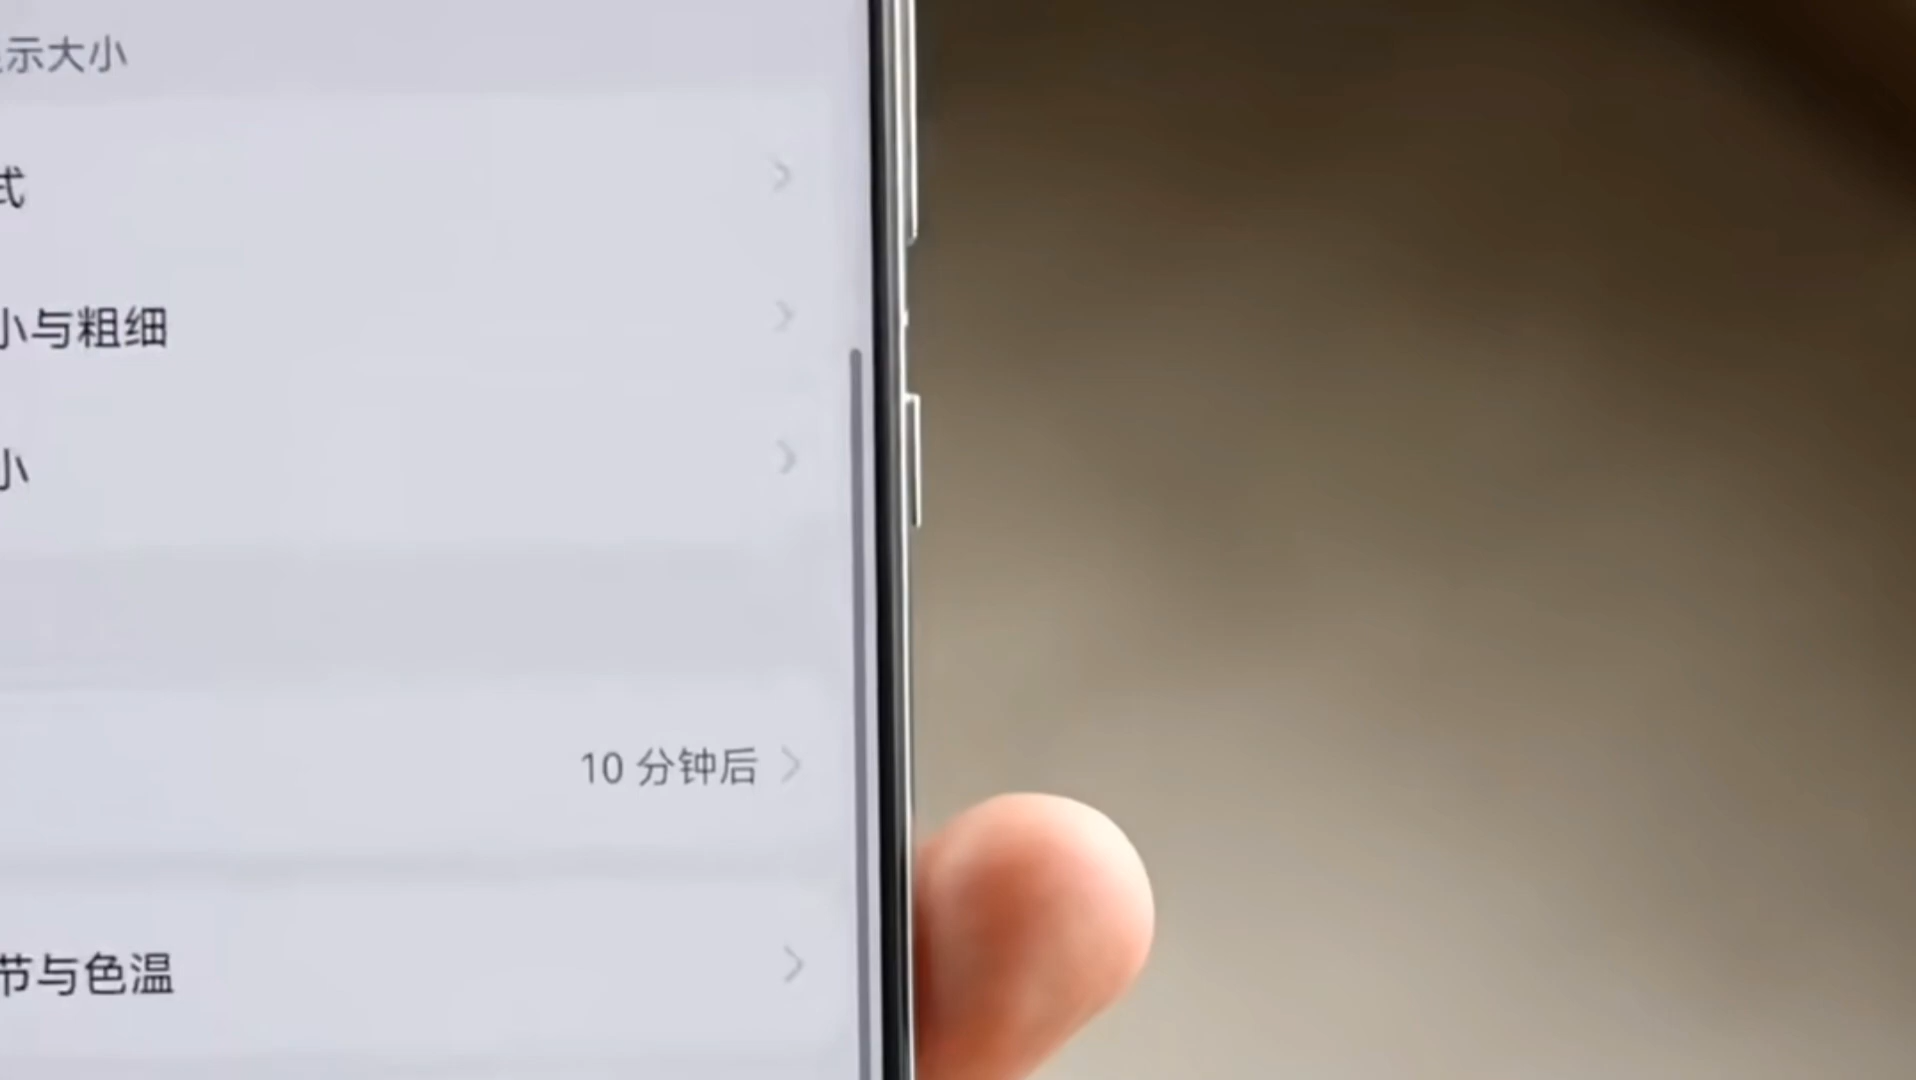 示大小
式
小与粗细
小
10 分钟后
节与色温